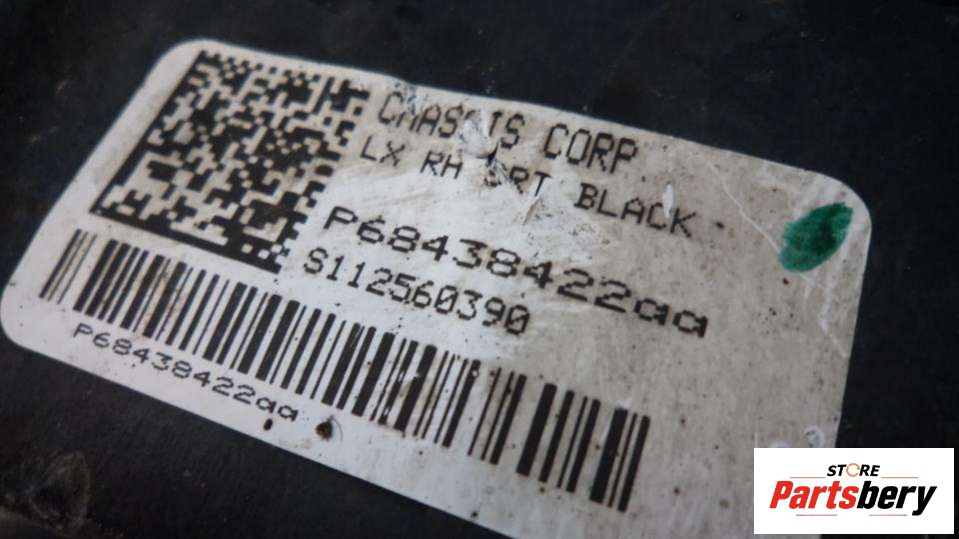 CHASSIS CORP.
LX RH SRT BLACK
P68438422aa
S112560390
P68438422aa
STORE
Partsbery